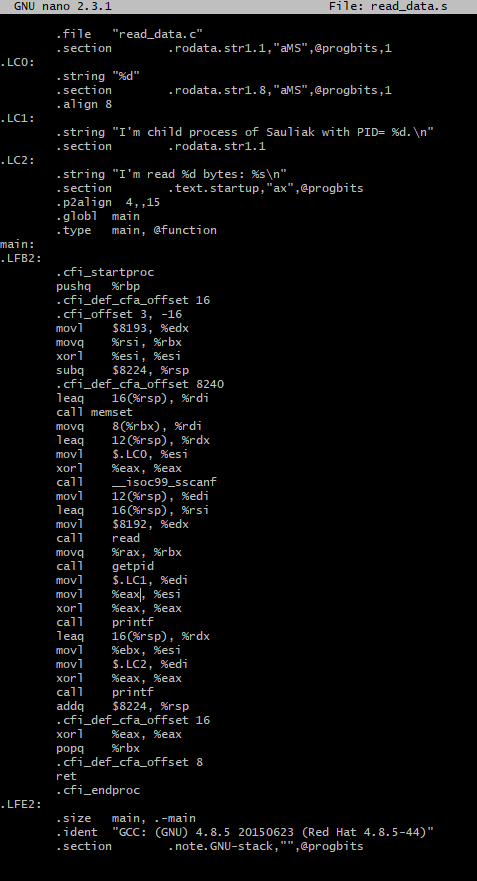 GNU nano 2.3.1 File: read_data.s
.file "read_data.c"
.section .rodata.str1.1,"aMS",@progbits,1
.LC0:
.string "%d"
.section .rodata.str1.8,"aMS",@progbits,1
.align 8
.LC1:
.string "I'm child process of Sauliak with PID= %d.\n"
.section .rodata.str1.1
.LC2:
.string "I'm read %d bytes: %s\n"
.section .text.startup,"ax",@progbits
.p2align 4,,15
.globl main
.type main, @function
main:
.LFB2:
.cfi_startproc
pushq %rbp
.cfi_def_cfa_offset 16
.cfi_offset 3, -16
movl $8193, %edx
movq %rsi, %rbx
xorl %esi, %esi
subq $8224, %rsp
.cfi_def_cfa_offset 8240
leaq 16(%rsp), %rdi
call memset
movq 8(%rbx), %rdi
leaq 12(%rsp), %rdx
movl $.LC0, %esi
xorl %eax, %eax
call __isoc99_sscanf
movl 12(%rsp), %edi
leaq 16(%rsp), %rsi
movl $8192, %edx
call read
movq %rax, %rbx
call getpid
movl $.LC1, %edi
movl %eax, %esi
xorl %eax, %eax
call printf
leaq 16(%rsp), %rdx
movl %ebx, %esi
movl $.LC2, %edi
xorl %eax, %eax
call printf
addq $8224, %rsp
.cfi_def_cfa_offset 16
xorl %eax, %eax
popq %rbx
.cfi_def_cfa_offset 8
ret
.cfi_endproc
.LFE2:
.size main, .-main
.ident "GCC: (GNU) 4.8.5 20150623 (Red Hat 4.8.5-44)"
.section .note.GNU-stack,"",@progbits